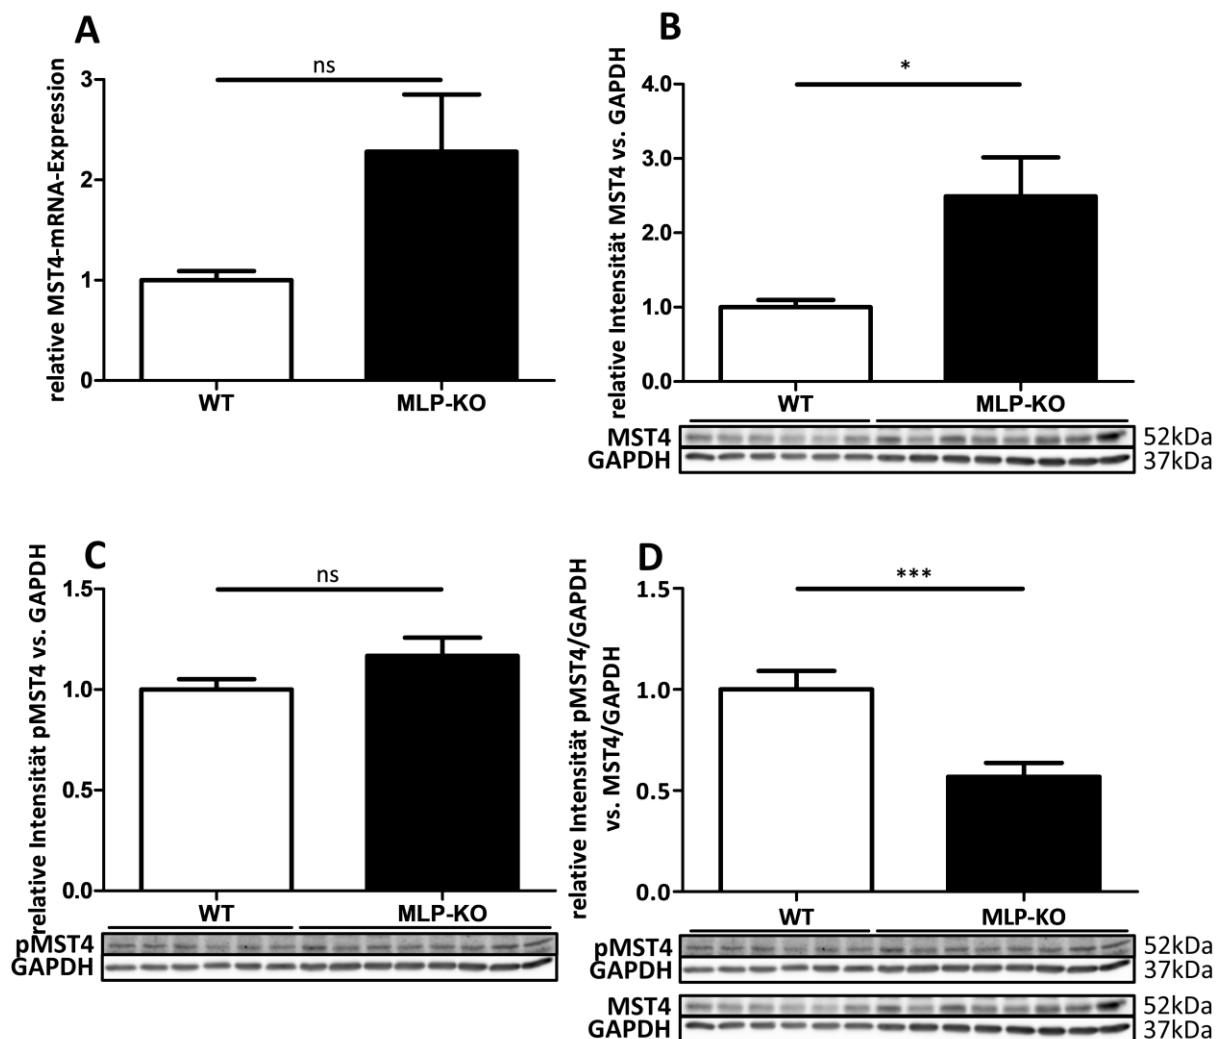 A
relative MST4-mRNA-Expression
ns
3
2
1
0
WT MLP-KO
B
relative Intensität MST4 vs. GAPDH
*
4.0
3.0
2.0
1.0
0.0
WT MLP-KO
MST4 52kDa
GAPDH 37kDa
C
relative Intensität pMST4 vs. GAPDH
ns
1.5
1.0
0.5
0.0
WT MLP-KO
pMST4
GAPDH
D
relative Intensität pMST4/GAPDH
vs. MST4/GAPDH
***
1.5
1.0
0.5
0.0
WT MLP-KO
pMST4 52kDa
GAPDH 37kDa
MST4 52kDa
GAPDH 37kDa